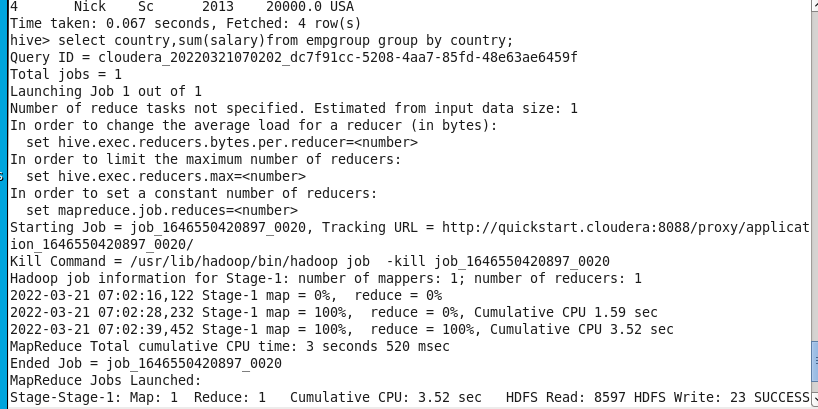 4       Nick    Sc      2013    20000.0 USA
Time taken: 0.067 seconds, Fetched: 4 row(s)
hive> select country,sum(salary)from empgroup group by country;
Query ID = cloudera_20220321070202_dc7f91cc-5208-4aa7-85fd-48e63ae6459f
Total jobs = 1
Launching Job 1 out of 1
Number of reduce tasks not specified. Estimated from input data size: 1
In order to change the average load for a reducer (in bytes):
  set hive.exec.reducers.bytes.per.reducer=<number>
In order to limit the maximum number of reducers:
  set hive.exec.reducers.max=<number>
In order to set a constant number of reducers:
  set mapreduce.job.reduces=<number>
Starting Job = job_1646550420897_0020, Tracking URL = http://quickstart.cloudera:8088/proxy/applicat
ion_1646550420897_0020/
Kill Command = /usr/lib/hadoop/bin/hadoop job  -kill job_1646550420897_0020
Hadoop job information for Stage-1: number of mappers: 1; number of reducers: 1
2022-03-21 07:02:16,122 Stage-1 map = 0%,  reduce = 0%
2022-03-21 07:02:28,232 Stage-1 map = 100%,  reduce = 0%, Cumulative CPU 1.59 sec
2022-03-21 07:02:39,452 Stage-1 map = 100%,  reduce = 100%, Cumulative CPU 3.52 sec
MapReduce Total cumulative CPU time: 3 seconds 520 msec
Ended Job = job_1646550420897_0020
MapReduce Jobs Launched:
Stage-Stage-1: Map: 1  Reduce: 1   Cumulative CPU: 3.52 sec   HDFS Read: 8597 HDFS Write: 23 SUCCESS